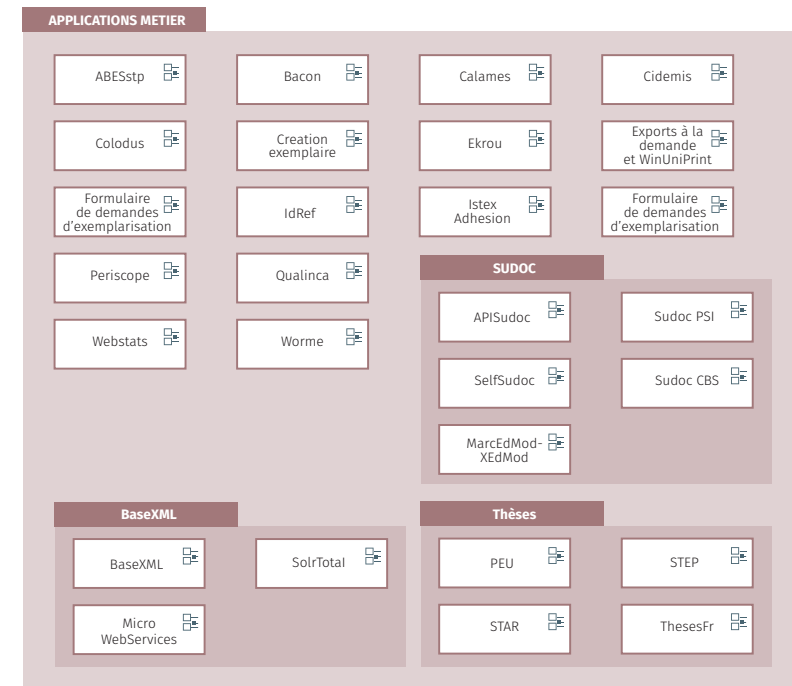 APPLICATIONS METIER
ABESstp
Bacon
Calames
Cidemis
Colodus
Creation
exemplaire
Ekrou
Exports à la
demande
et WinUniPrint
Formulaire
de demandes
d'exemplarisation
IdRef
Istex
Adhesion
Formulaire
de demandes
d'exemplarisation
Periscope
Qualinca
Webstats
Worme
SUDOC
APISudoc
Sudoc PSI
SelfSudoc
Sudoc CBS
MarcEdMod-
XEdMod
BaseXML
BaseXML
SolrTotal
Micro
WebServices
Thèses
PEU
STEP
STAR
ThesesFr